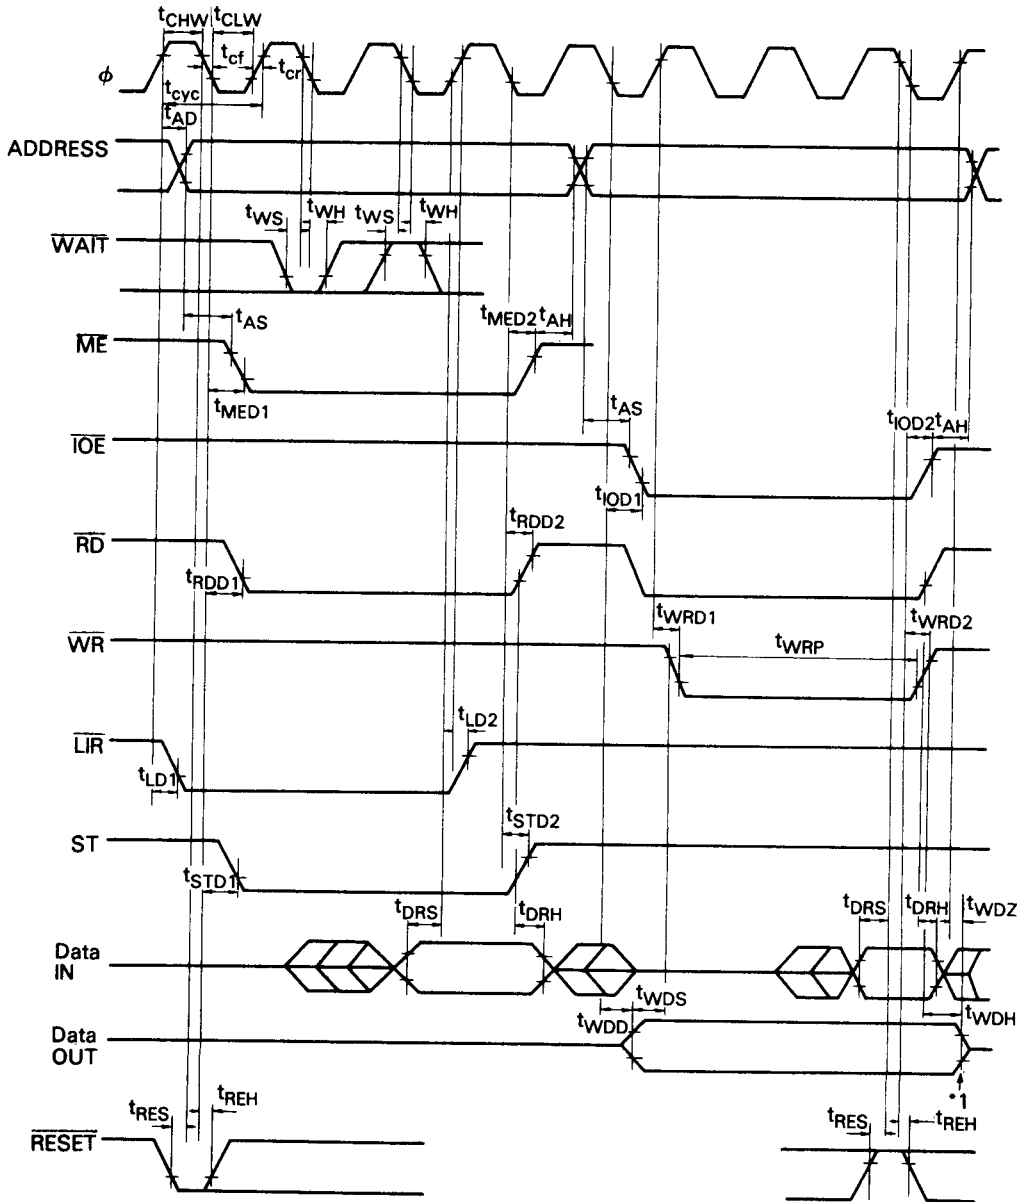 tCHW tCLW
φ tcf tcr
tcyc
tAD
ADDRESS
tWS tWH tWS tWH
WAIT
tAS tMED2 tAH
ME
tMED1 tAS tIOD2 tAH
IOE
tIOD1
tRDD2
RD
tRDD1
tWRD1 tWRP tWRD2
WR
tLD2
LIR
tLD1
tSTD2
ST
tSTD1
tDRS tDRH tDRS tDRH tWDZ
Data
IN
tWDD tWDS tWDH
Data
OUT
*1
tRES tREH tRES tREH
RESET